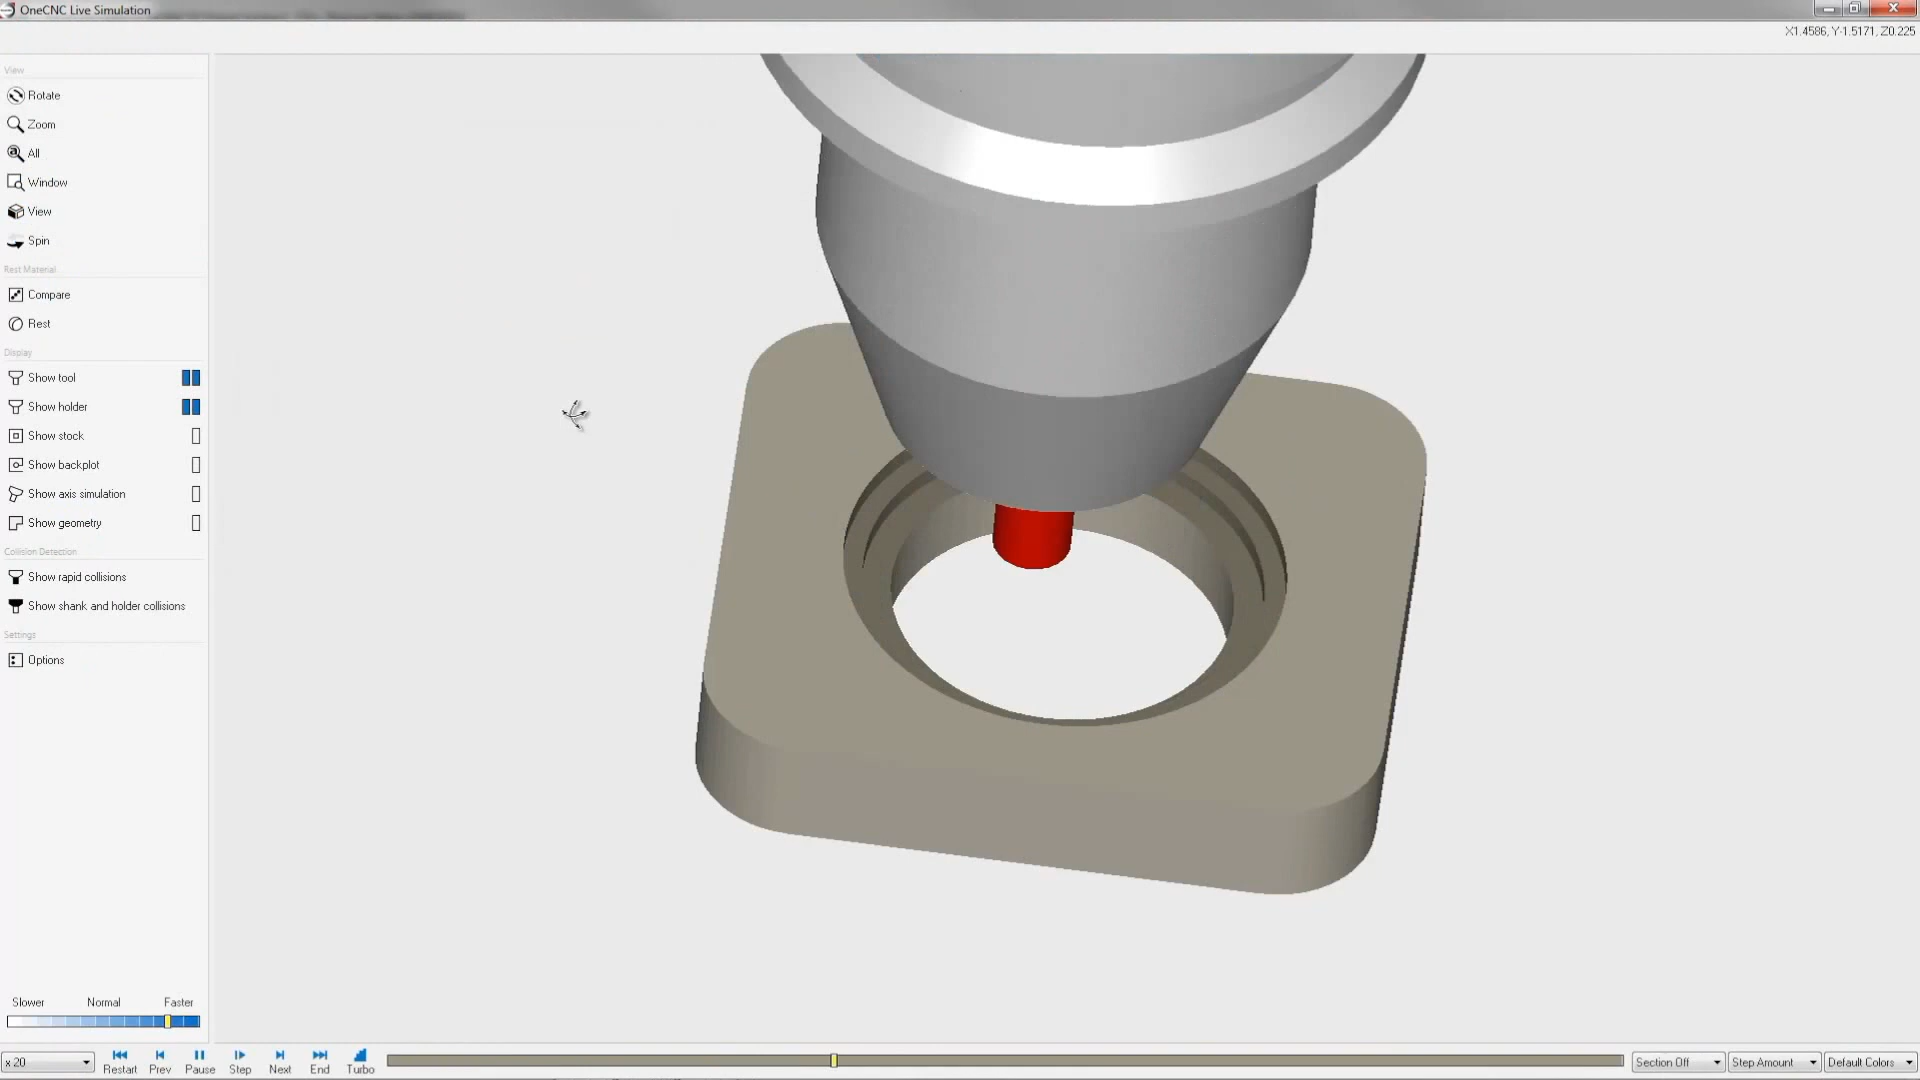 OneCNC Live Simulation
X1.4586, Y-1.5171, Z0.225
View
Rotate
Zoom
All
Window
View
Spin
Rest Material
Compare
Rest
Display
Show tool
Show holder
Show stock
Show backplot
Show axis simulation
Show geometry
Collision Detection
Show rapid collisions
Show shank and holder collisions
Settings
Options
Slower Normal Faster
x 20
Restart Prev Pause Step Next End Turbo
Section Off Step Amount Default Colors